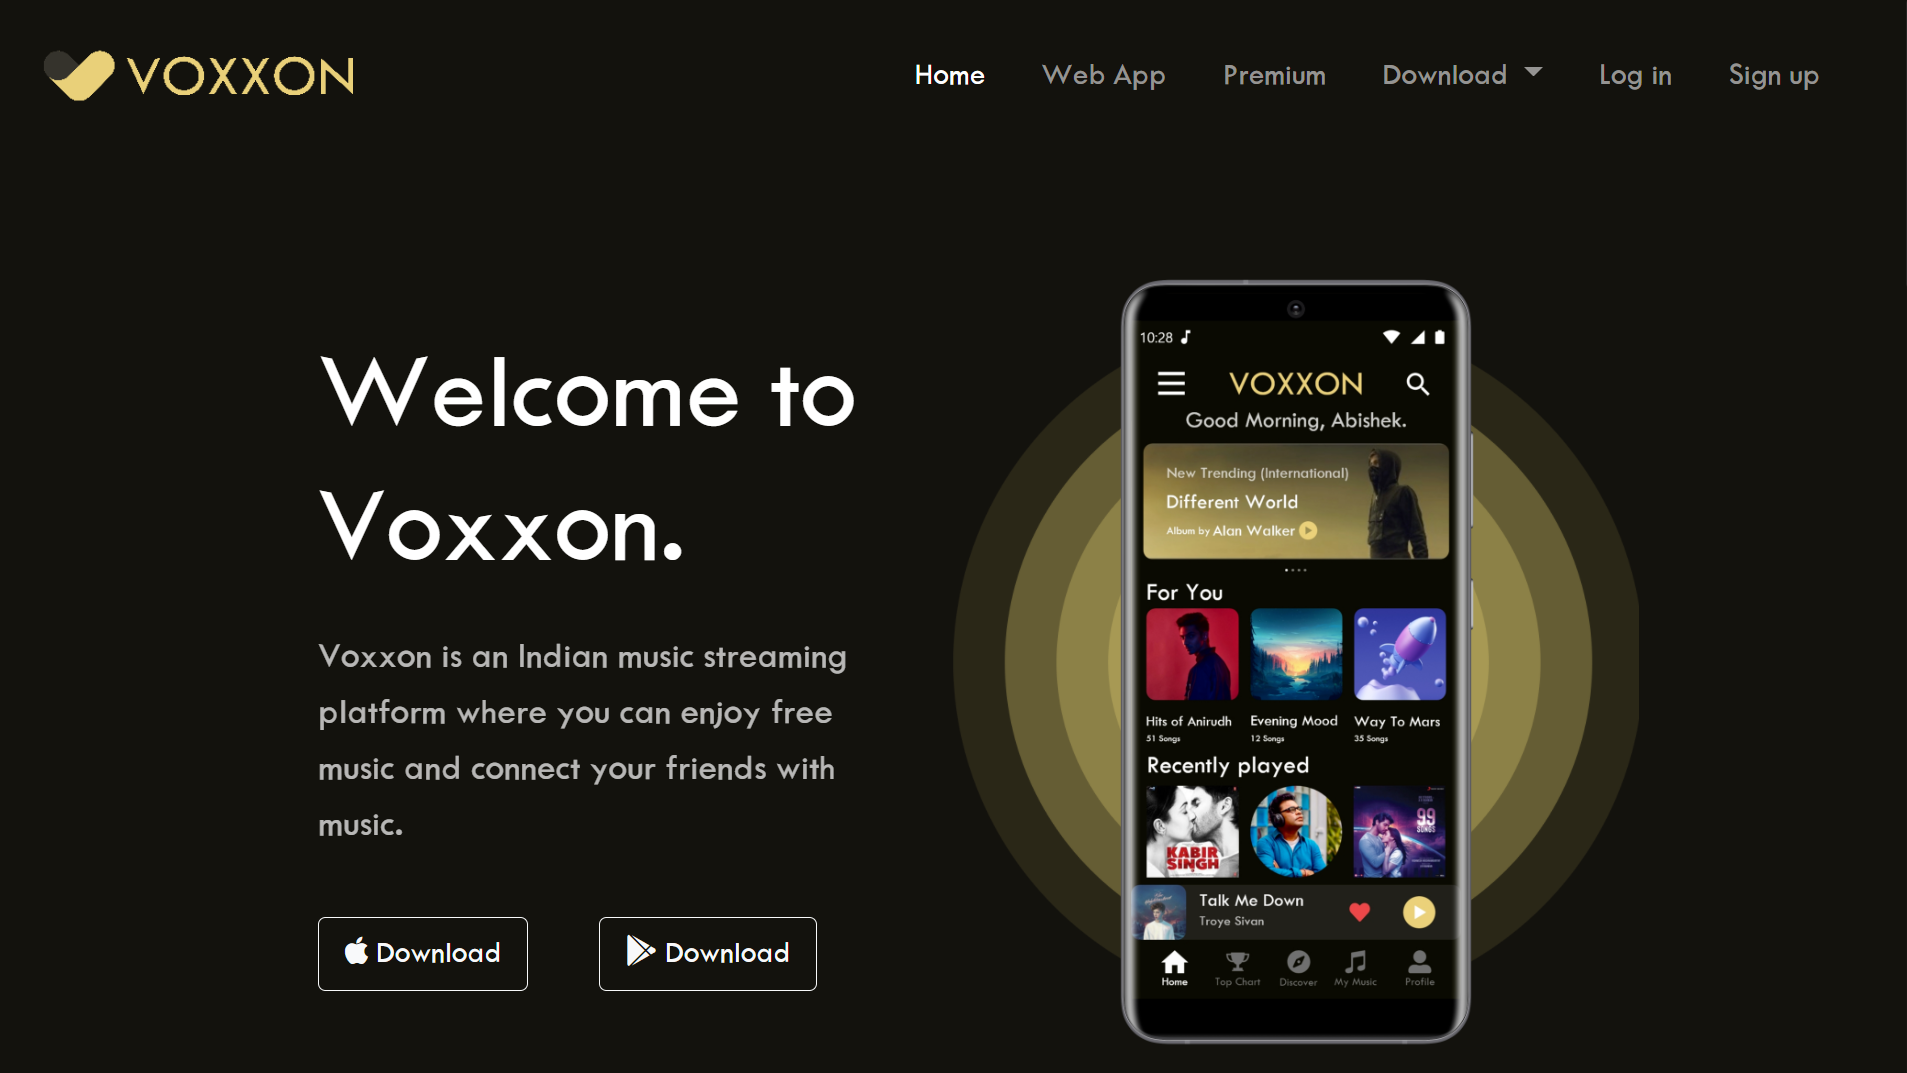 VOXXON
Home Web App Premium Download Log in Sign up
Welcome to
Voxxon.
Voxxon is an Indian music streaming
platform where you can enjoy free
music and connect your friends with
music.
Download Download
10:28
VOXXON
Good Morning, Abishek.
New Trending (International)
Different World
Album by Alan Walker
For You
Hits of Anirudh Evening Mood Way To Mars
51 Songs 12 Songs 35 Songs
Recently played
KABIR
SINGH
99
SONGS
Talk Me Down
Troye Sivan
Home Top Chart Discover My Music Profile